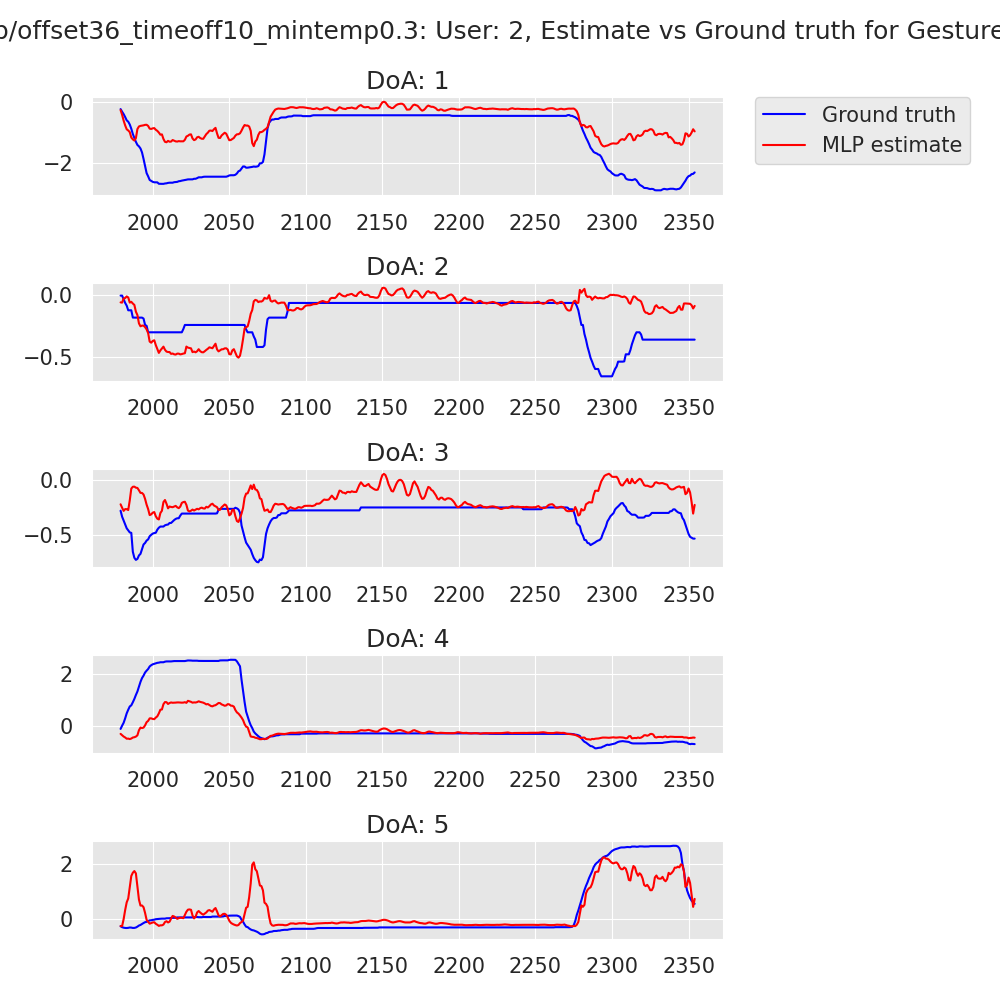 o/offset36_timeoff10_mintemp0.3: User: 2, Estimate vs Ground truth for Gesture
DoA: 1
0
−2
2000 2050 2100 2150 2200 2250 2300 2350
Ground truth
MLP estimate
DoA: 2
0.0
−0.5
2000 2050 2100 2150 2200 2250 2300 2350
DoA: 3
0.0
−0.5
2000 2050 2100 2150 2200 2250 2300 2350
DoA: 4
2
0
2000 2050 2100 2150 2200 2250 2300 2350
DoA: 5
2
0
2000 2050 2100 2150 2200 2250 2300 2350